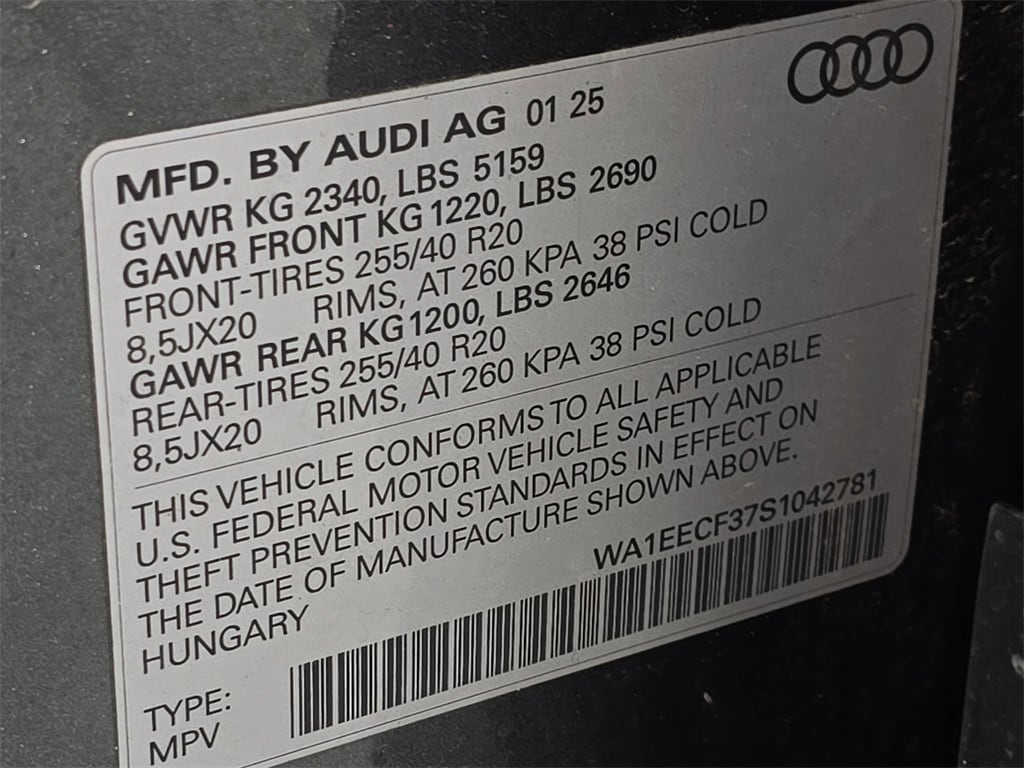 MFD. BY AUDI AG 01 25
GVWR KG 2340, LBS 5159
GAWR FRONT KG 1220, LBS 2690
FRONT-TIRES 255/40 R20
8,5JX20 RIMS, AT 260 KPA 38 PSI COLD
GAWR REAR KG 1200, LBS 2646
REAR-TIRES 255/40 R20
8,5JX20 RIMS, AT 260 KPA 38 PSI COLD
THIS VEHICLE CONFORMS TO ALL APPLICABLE
U.S. FEDERAL MOTOR VEHICLE SAFETY AND
THEFT PREVENTION STANDARDS IN EFFECT ON
THE DATE OF MANUFACTURE SHOWN ABOVE.
HUNGARY
WA1EECF37S1042781
TYPE:
MPV